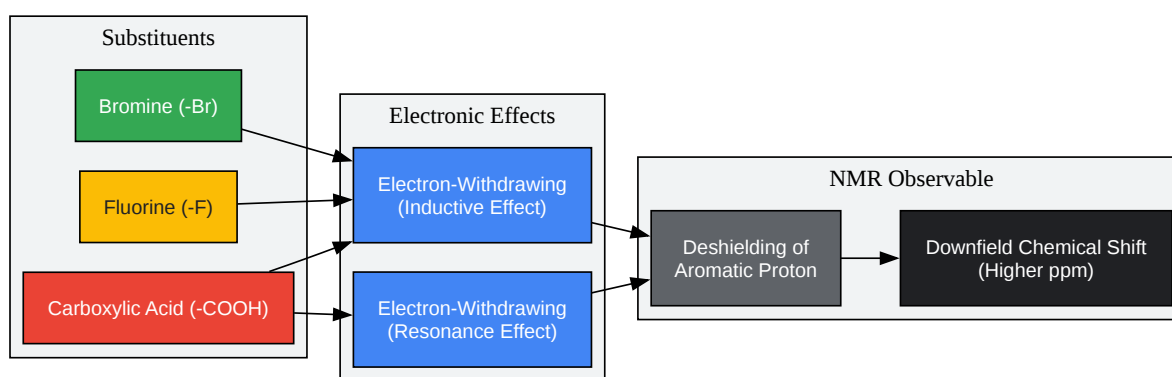 Substituents
Bromine (-Br)
Fluorine (-F)
Carboxylic Acid (-COOH)
Electronic Effects
Electron-Withdrawing
(Inductive Effect)
Electron-Withdrawing
(Resonance Effect)
NMR Observable
Deshielding of
Aromatic Proton
Downfield Chemical Shift
(Higher ppm)